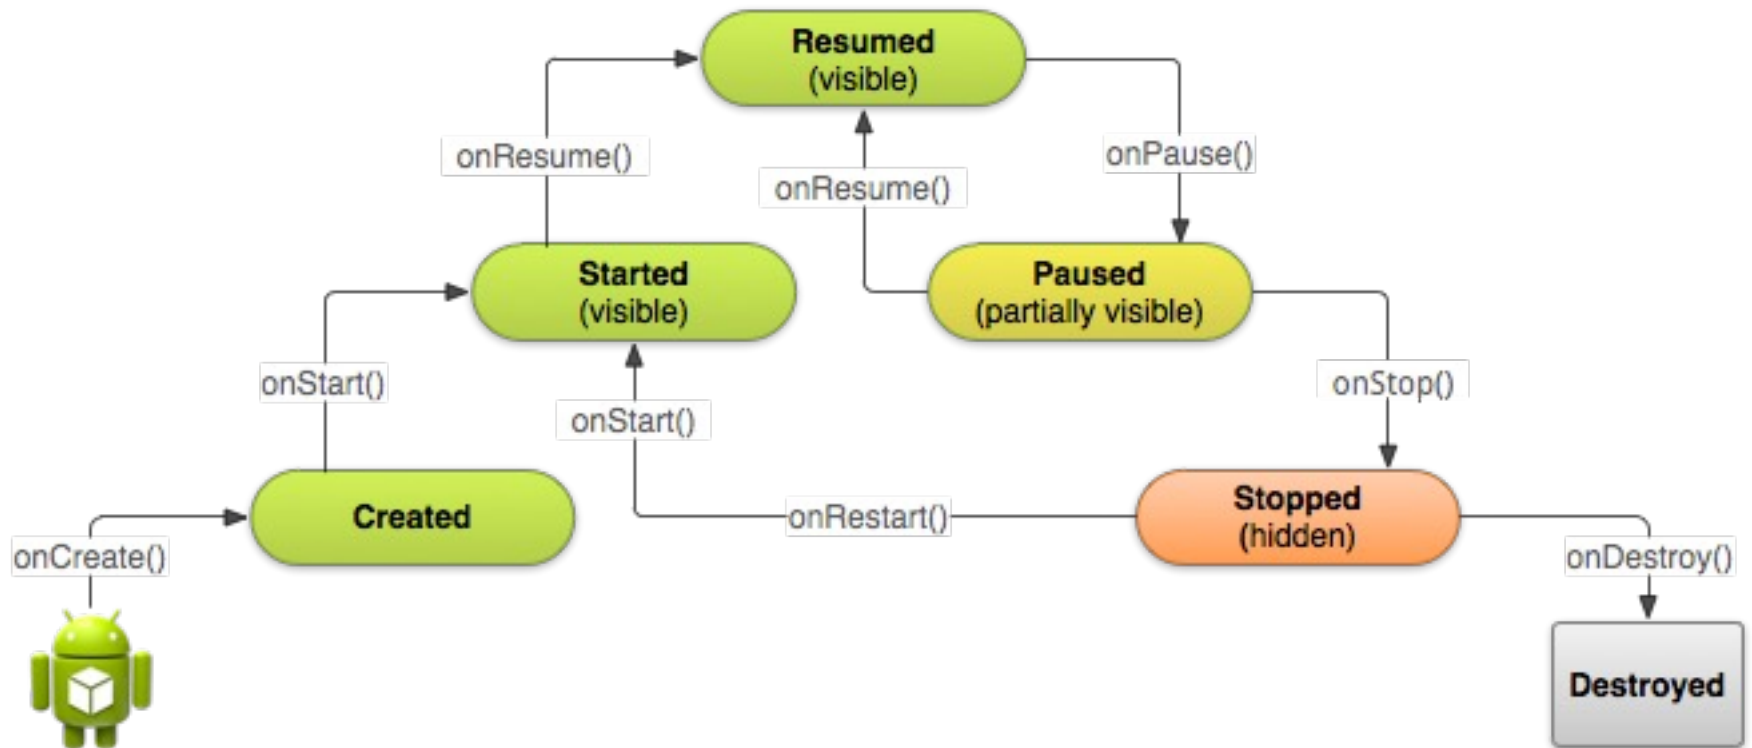 Resumed
(visible)
onResume()
onPause()
onResume()
Started
(visible)
Paused
(partially visible)
onStart()
onStart()
onStop()
Created
onRestart()
Stopped
(hidden)
onCreate()
onDestroy()
Destroyed